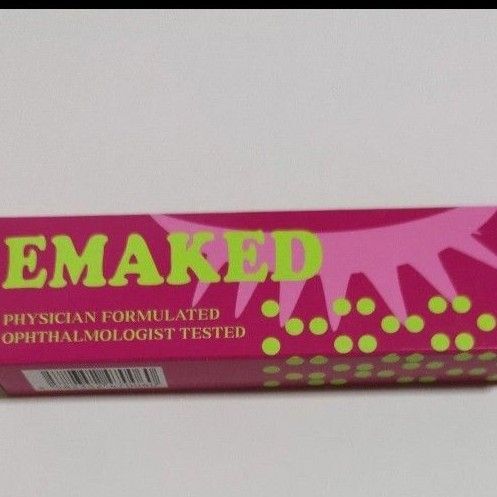 EMAKED
PHYSICIAN FORMULATED
OPHTHALMOLOGIST TESTED